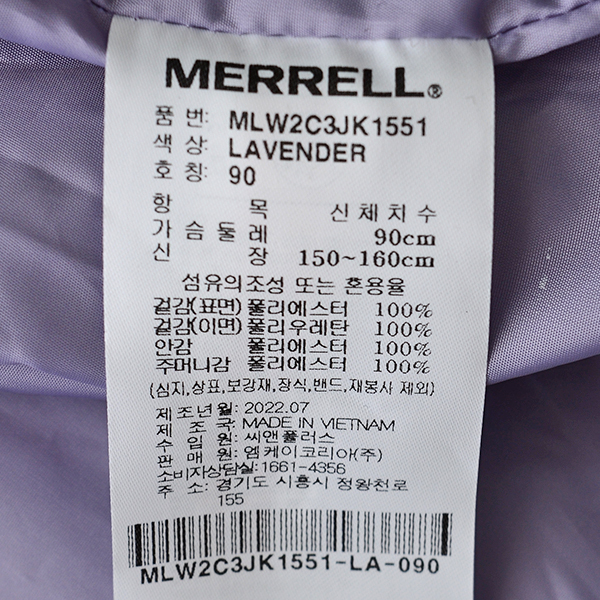 MERRELL®
품 번: MLW2C3JK1551
색 상: LAVENDER
호 칭: 90
항 목 신체치수
가슴둘레 90cm
신 장 150~160cm
섬유의조성 또는 혼용율
겉감(표면) 폴리에스터 100%
겉감(이면) 폴리우레탄 100%
안감 폴리에스터 100%
주머니감 폴리에스터 100%
(심지,상표,보강재,장식,밴드,재봉사 제외)
제조년월: 2022.07
제 조 국: MADE IN VIETNAM
수 입 원: 씨앤플러스
판 매 원: 엠케이코리아(주)
소비자상담실: 1661-4356
주 소: 경기도 시흥시 정왕천로
155
MLW2C3JK1551-LA-090